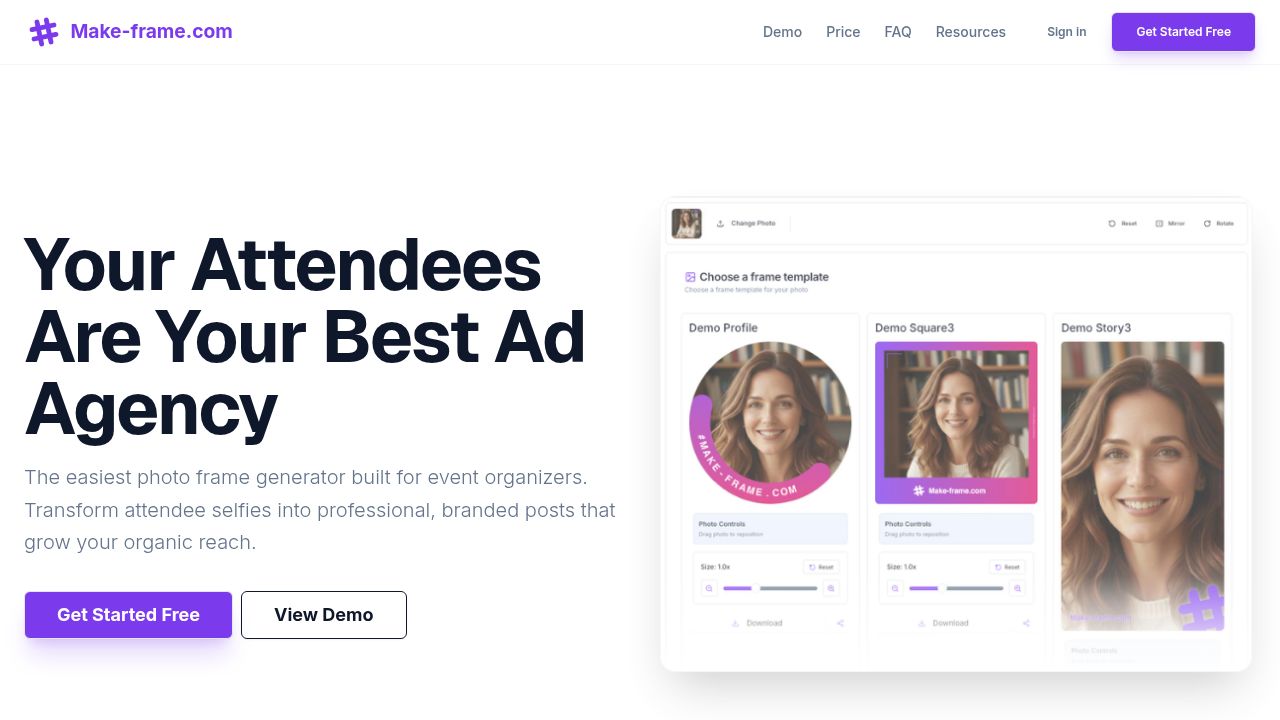 Make-frame.com
Demo Price FAQ Resources Sign in Get Started Free
Your Attendees
Are Your Best Ad
Agency
The easiest photo frame generator built for event organizers.
Transform attendee selfies into professional, branded posts that
grow your organic reach.
Get Started Free View Demo
Change Photo Reset Mirror Rotate
Choose a frame template
Choose a frame template for your photo
Demo Profile Demo Square3 Demo Story3
#MAKE-FRAME.COM
Make-frame.com
Make-frame.com
Photo Controls
Drag photo to reposition
Size: 1.0x Reset
Download
Photo Controls
Drag photo to reposition
Size: 1.0x Reset
Download
Photo Controls